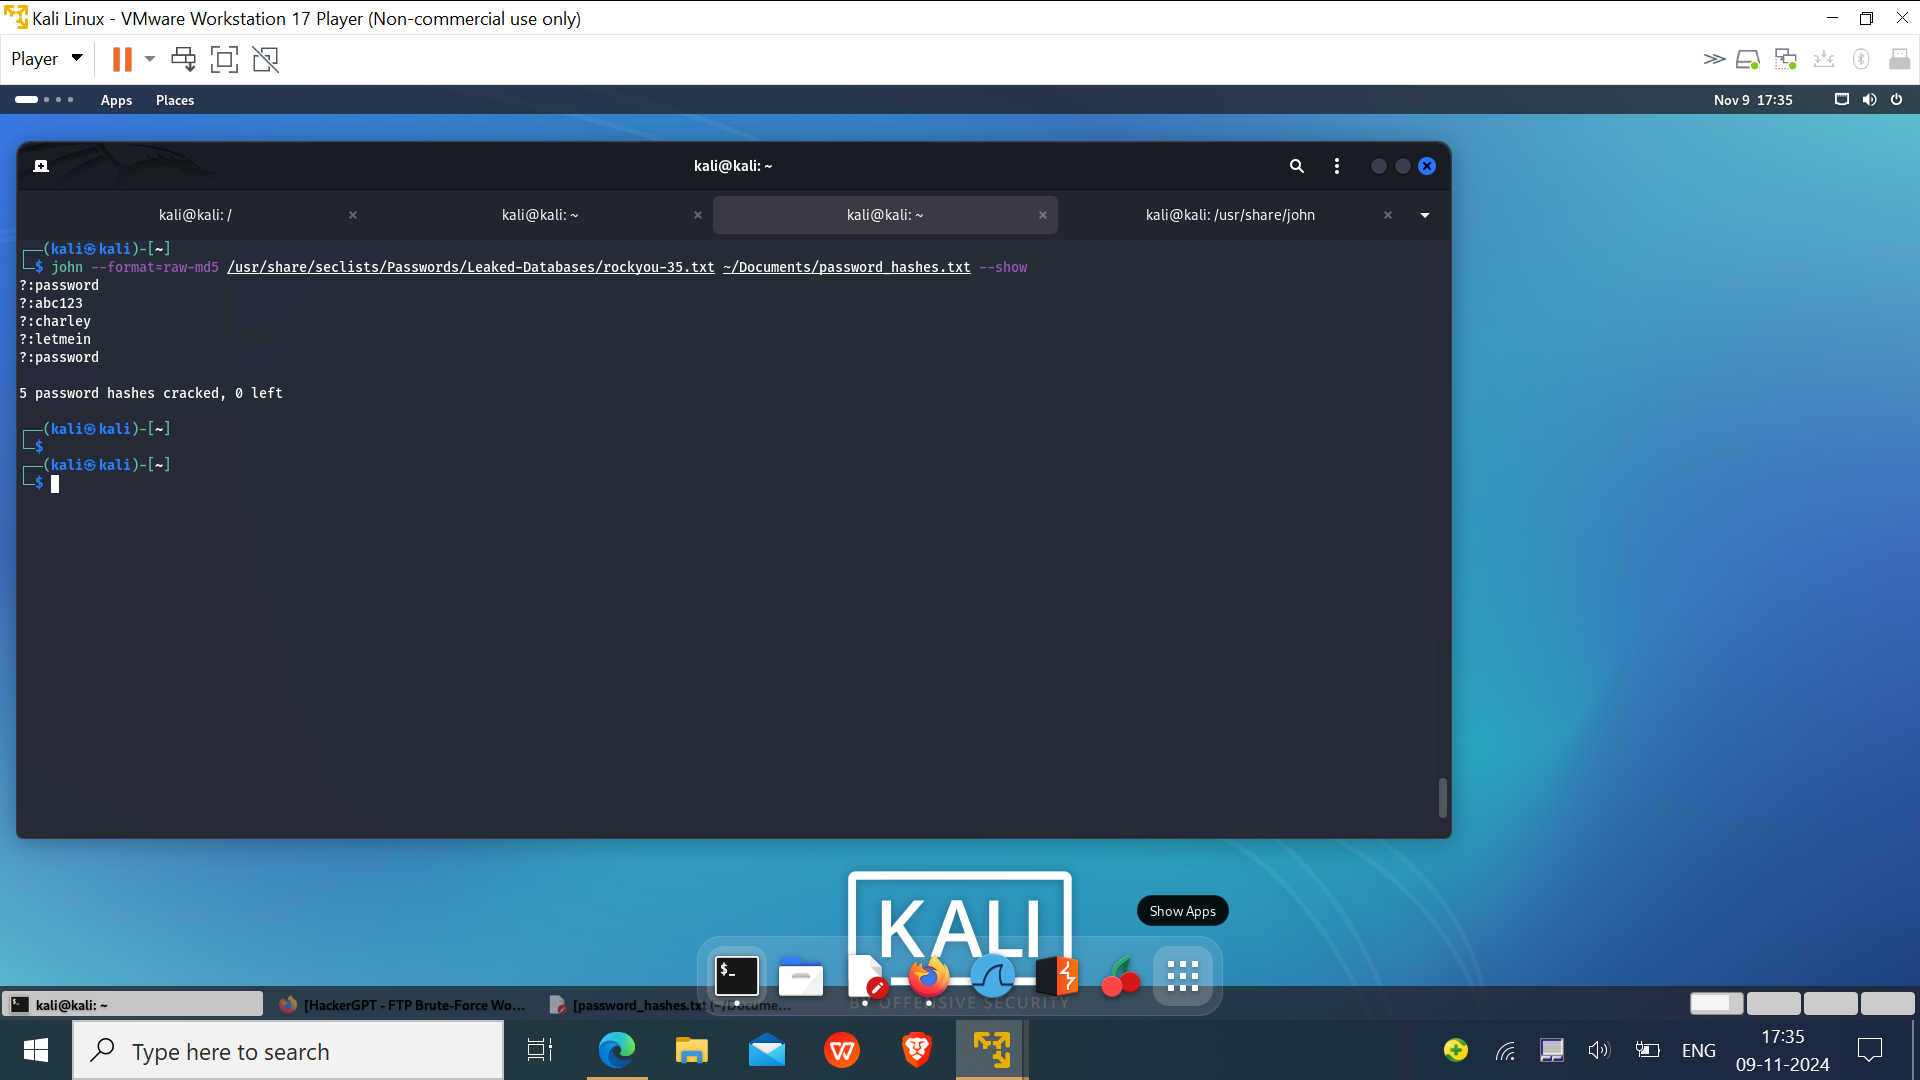 Kali Linux - VMware Workstation 17 Player (Non-commercial use only)
Player
Apps Places Nov 9 17:35
kali@kali: ~
kali@kali: / kali@kali: ~ kali@kali: ~ kali@kali: /usr/share/john
┌──(kali㉿kali)-[~]
└─$ john --format=raw-md5 /usr/share/seclists/Passwords/Leaked-Databases/rockyou-35.txt ~/Documents/password_hashes.txt --show
?:password
?:abc123
?:charley
?:letmein
?:password
5 password hashes cracked, 0 left
┌──(kali㉿kali)-[~]
└─$
┌──(kali㉿kali)-[~]
└─$
KALI
Show Apps
$_
BY OFFENSIVE SECURITY
kali@kali: ~ [HackerGPT - FTP Brute-Force Wo... [password_hashes.txt (~/Docume...
Type here to search
ENG
17:35
09-11-2024